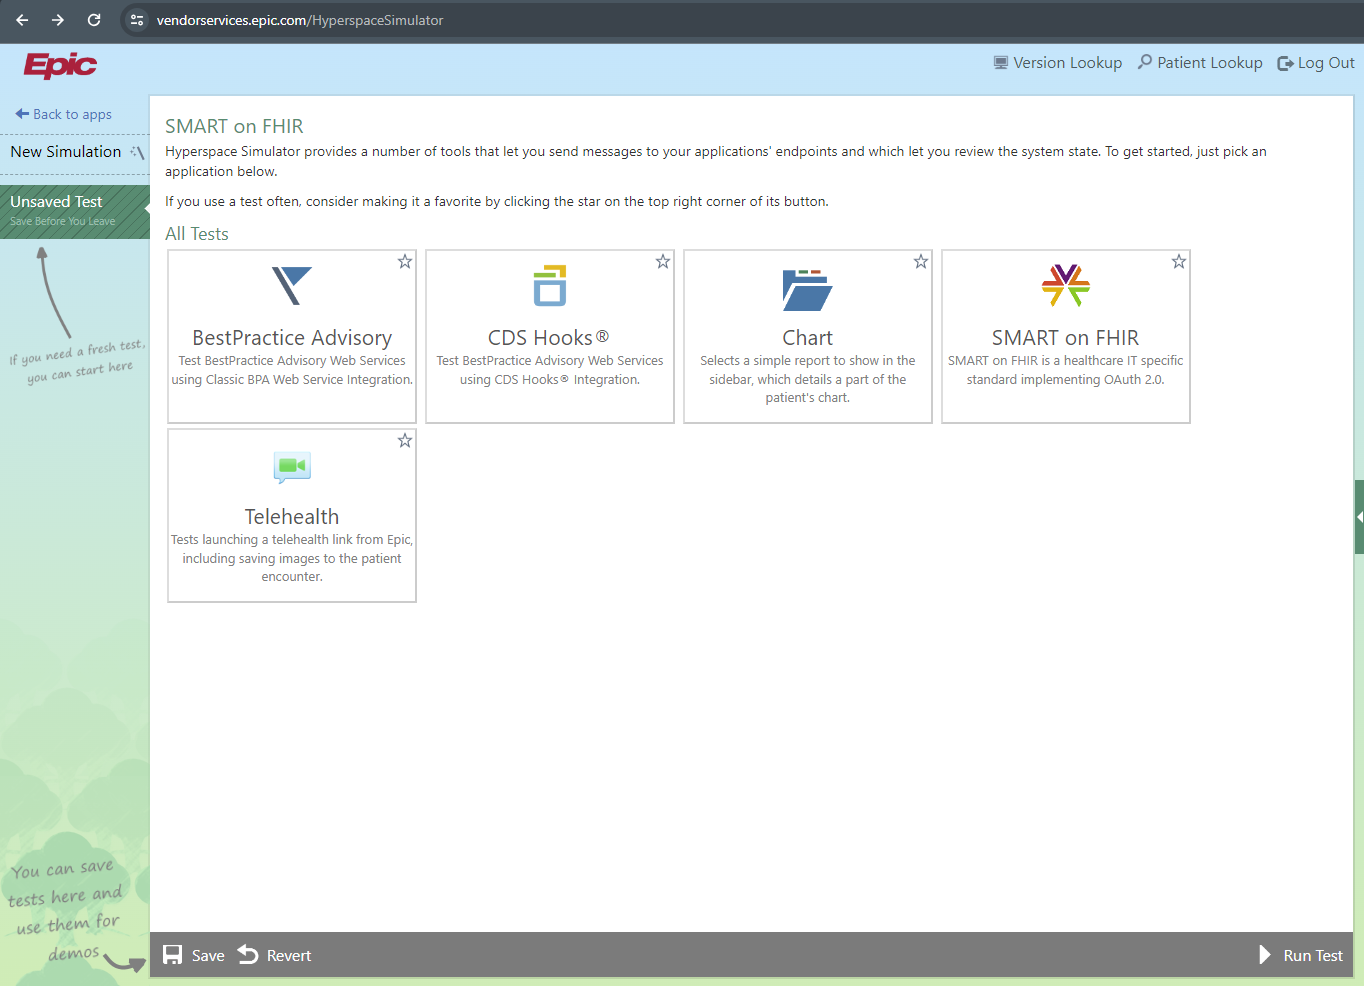 vendorservices.epic.com/HyperspaceSimulator
Epic
Version Lookup
Patient Lookup
Log Out
Back to apps
New Simulation
Unsaved Test
Save Before You Leave
If you need a fresh test,
you can start here
SMART on FHIR
Hyperspace Simulator provides a number of tools that let you send messages to your applications' endpoints and which let you review the system state. To get started, just pick an
application below.
If you use a test often, consider making it a favorite by clicking the star on the top right corner of its button.
All Tests
BestPractice Advisory
Test BestPractice Advisory Web Services
using Classic BPA Web Service Integration.
CDS Hooks®
Test BestPractice Advisory Web Services
using CDS Hooks® Integration.
Chart
Selects a simple report to show in the
sidebar, which details a part of the
patient's chart.
SMART on FHIR
SMART on FHIR is a healthcare IT specific
standard implementing OAuth 2.0.
Telehealth
Tests launching a telehealth link from Epic,
including saving images to the patient
encounter.
You can save
tests here and
use them for
demos
Save
Revert
Run Test